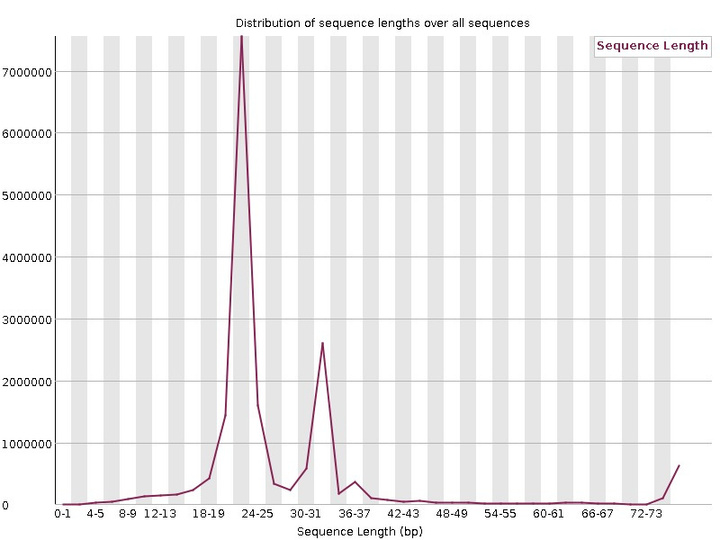 Distribution of sequence lengths over all sequences
Sequence Length
7000000
6000000
5000000
4000000
3000000
2000000
1000000
0
0-1 4-5 8-9 12-13 18-19 24-25 30-31 36-37 42-43 48-49 54-55 60-61 66-67 72-73
Sequence Length (bp)